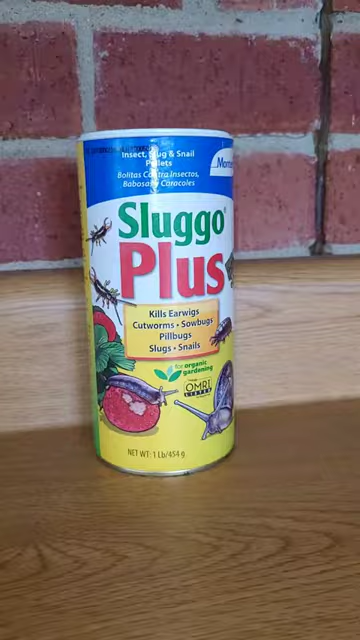 Insect, Slug & Snail
Pellets
Bolitas Contra Insectos,
Babosas y Caracoles
Sluggo®
Plus
Kills Earwigs
Cutworms • Sowbugs
Pillbugs
Slugs • Snails
for organic
gardening
OMRI
LISTED
NET WT: 1 Lb/454 g